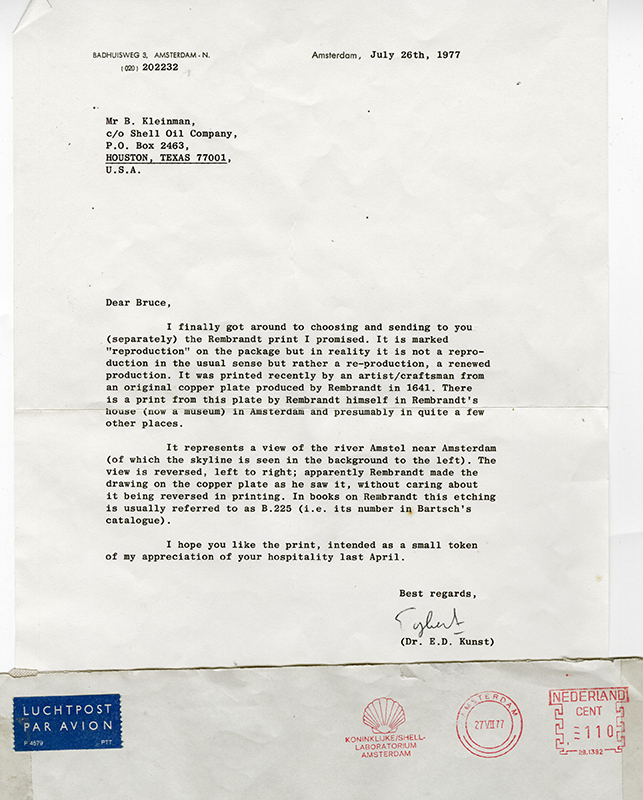 BADHUISWEG 3, AMSTERDAM - N.
(020) 202232
Amsterdam, July 26th, 1977
Mr B. Kleinman,
c/o Shell Oil Company,
P.O. Box 2463,
HOUSTON, TEXAS 77001,
U.S.A.
Dear Bruce,
I finally got around to choosing and sending to you
(separately) the Rembrandt print I promised. It is marked
"reproduction" on the package but in reality it is not a repro-
duction in the usual sense but rather a re-production, a renewed
production. It was printed recently by an artist/craftsman from
an original copper plate produced by Rembrandt in 1641. There
is a print from this plate by Rembrandt himself in Rembrandt's
house (now a museum) in Amsterdam and presumably in quite a few
other places.
It represents a view of the river Amstel near Amsterdam
(of which the skyline is seen in the background to the left). The
view is reversed, left to right; apparently Rembrandt made the
drawing on the copper plate as he saw it, without caring about
it being reversed in printing. In books on Rembrandt this etching
is usually referred to as B.225 (i.e. its number in Bartsch's
catalogue).
I hope you like the print, intended as a small token
of my appreciation of your hospitality last April.
Best regards,
Egbert
(Dr. E.D. Kunst)
LUCHTPOST
PAR AVION
P 4579 PTT
KONINKLIJKE/SHELL-
LABORATORIUM
AMSTERDAM
AMSTERDAM
27 VII 77
NEDERLAND
CENT
110